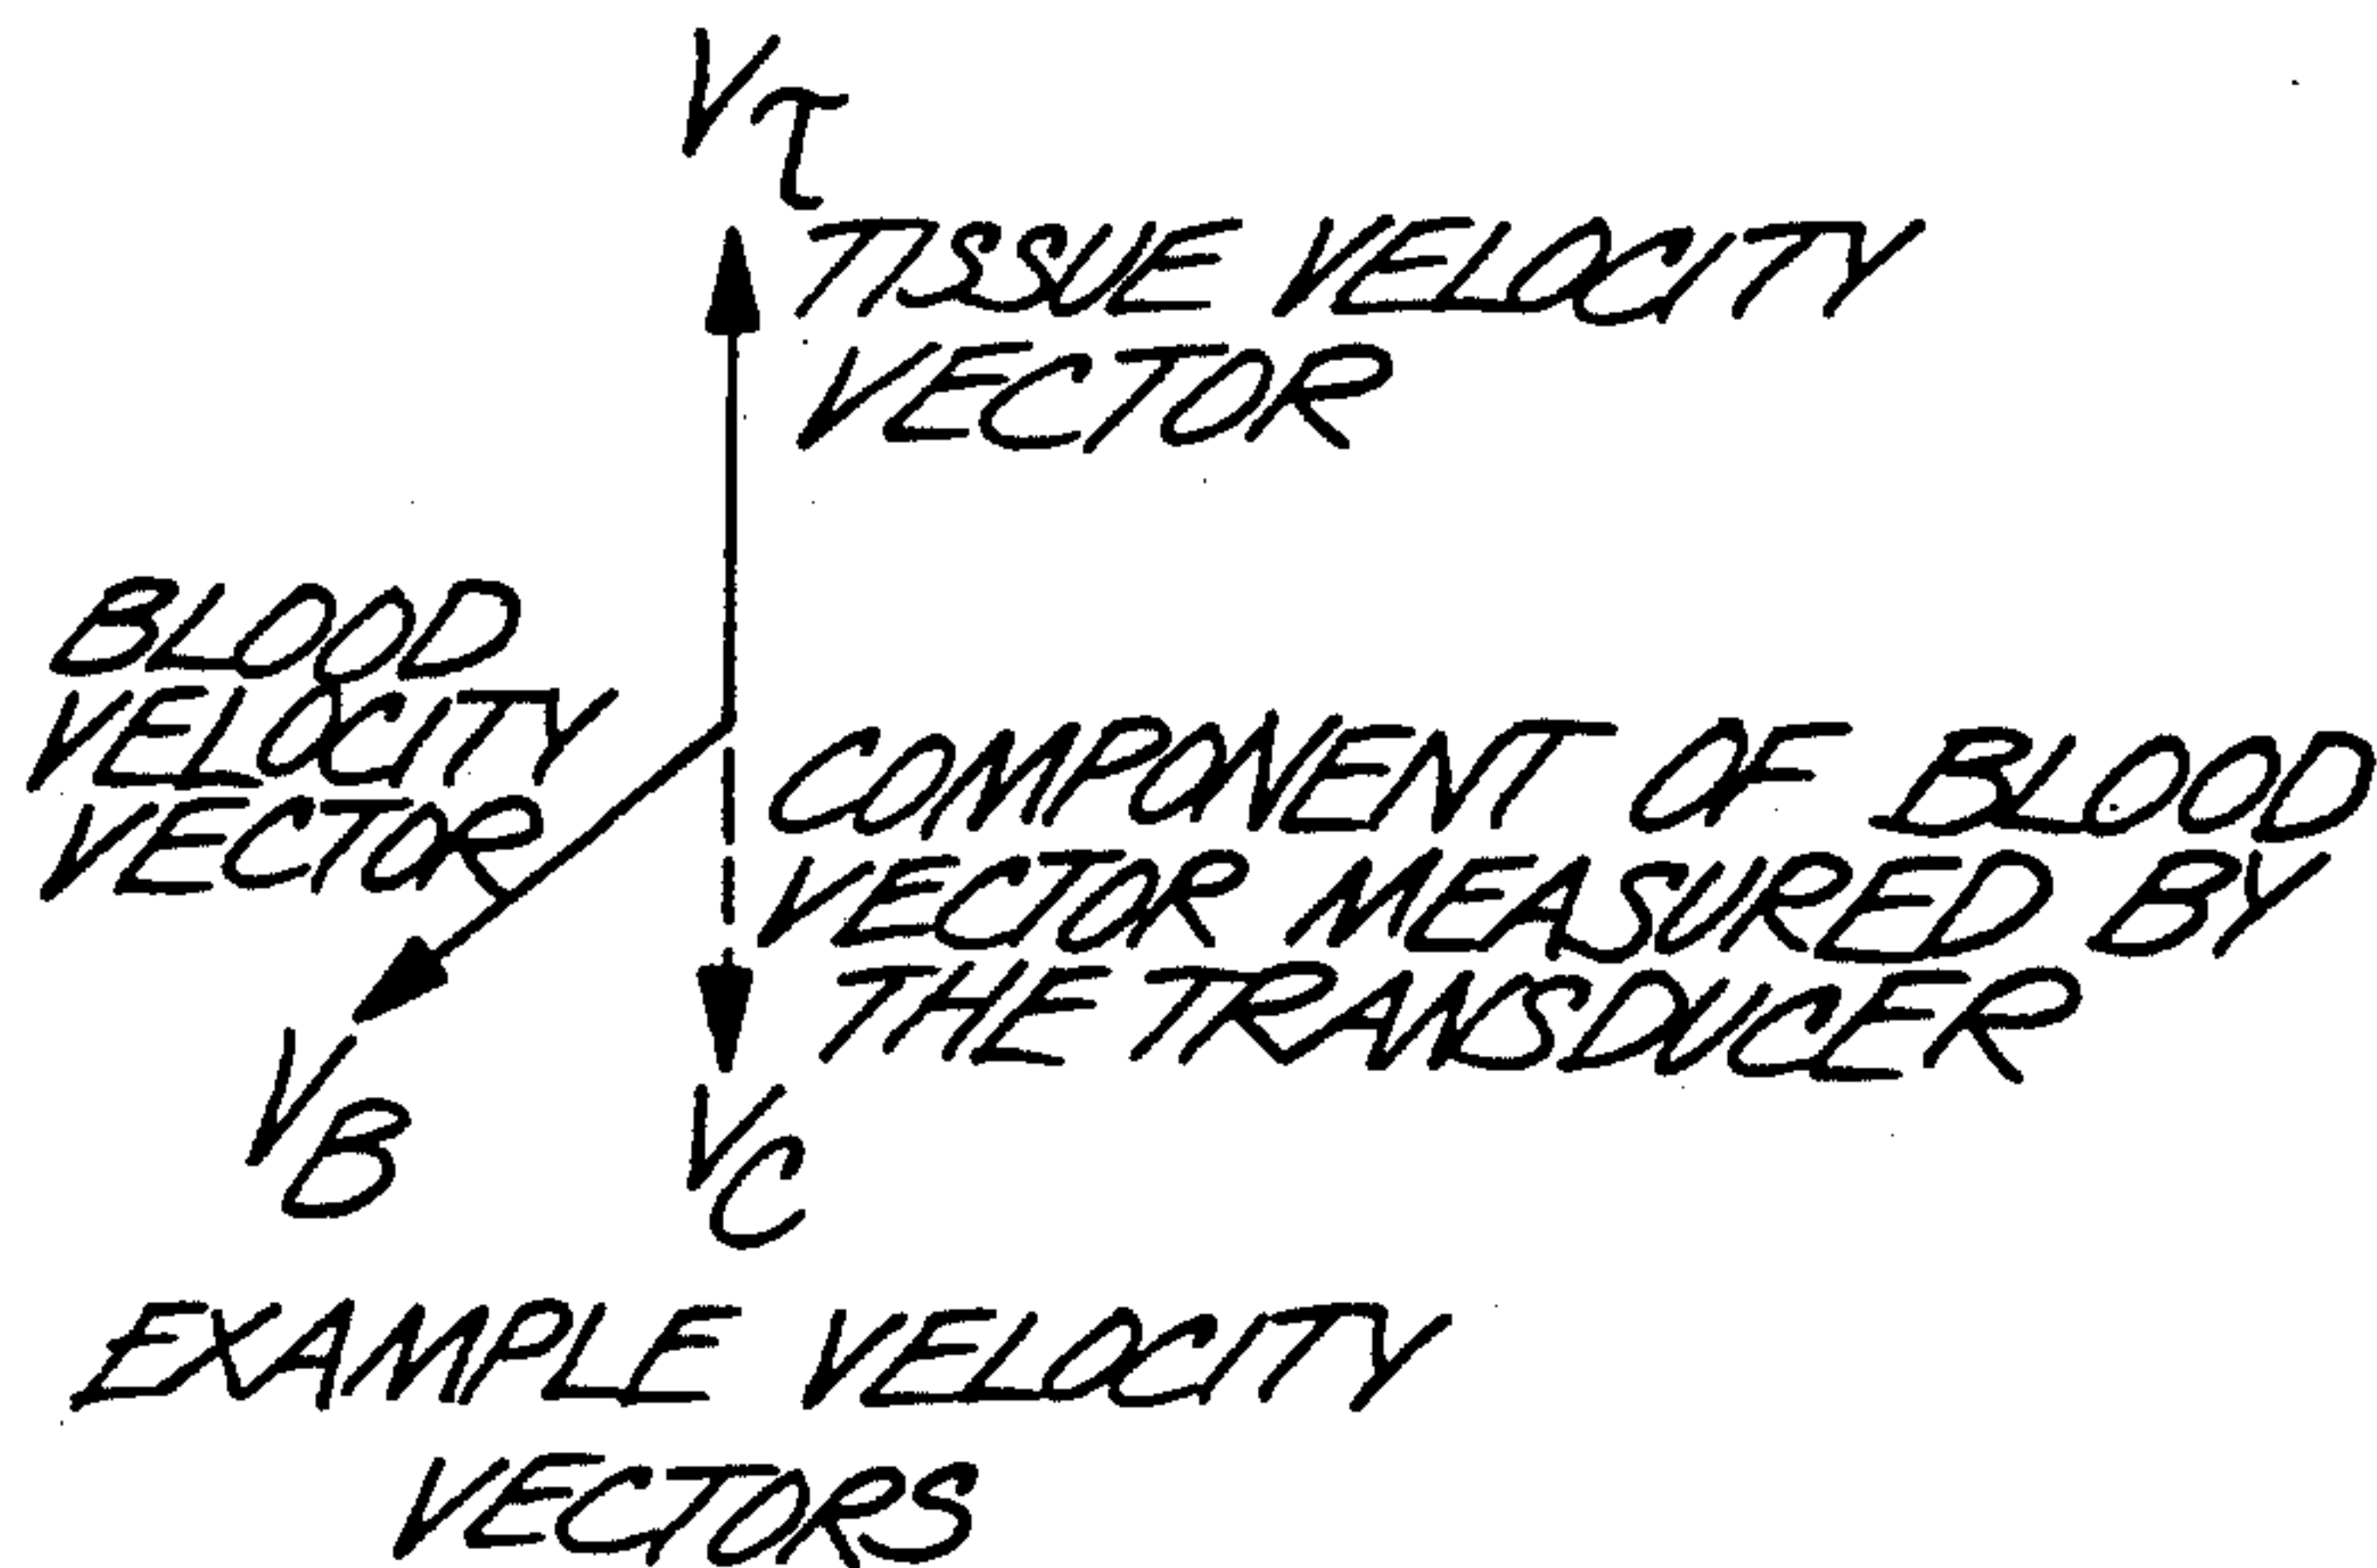 VT
TISSUE VELOCITY
VECTOR
BLOOD
VELOCITY
VECTOR
COMPONENT OF BLOOD
VECTOR MEASURED BY
THE TRANSDUCER
VB
VC
EXAMPLE VELOCITY
VECTORS